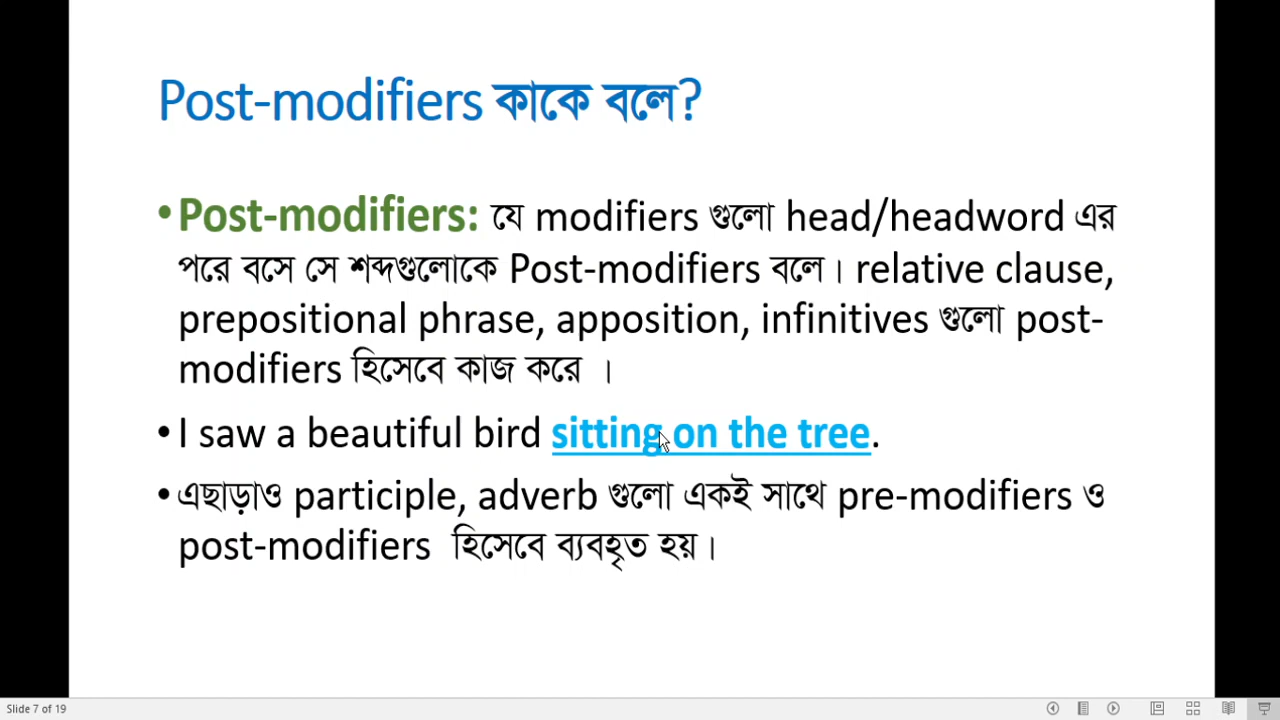 Post-modifiers কাকে বলে?
•Post-modifiers: যে modifiers গুলো head/headword এর
পরে বসে সে শব্দগুলোকে Post-modifiers বলে। relative clause,
prepositional phrase, apposition, infinitives গুলো post-
modifiers হিসেবে কাজ করে ।
•I saw a beautiful bird sitting on the tree.
•এছাড়াও participle, adverb গুলো একই সাথে pre-modifiers ও
post-modifiers হিসেবে ব্যবহৃত হয়।
Slide 7 of 19